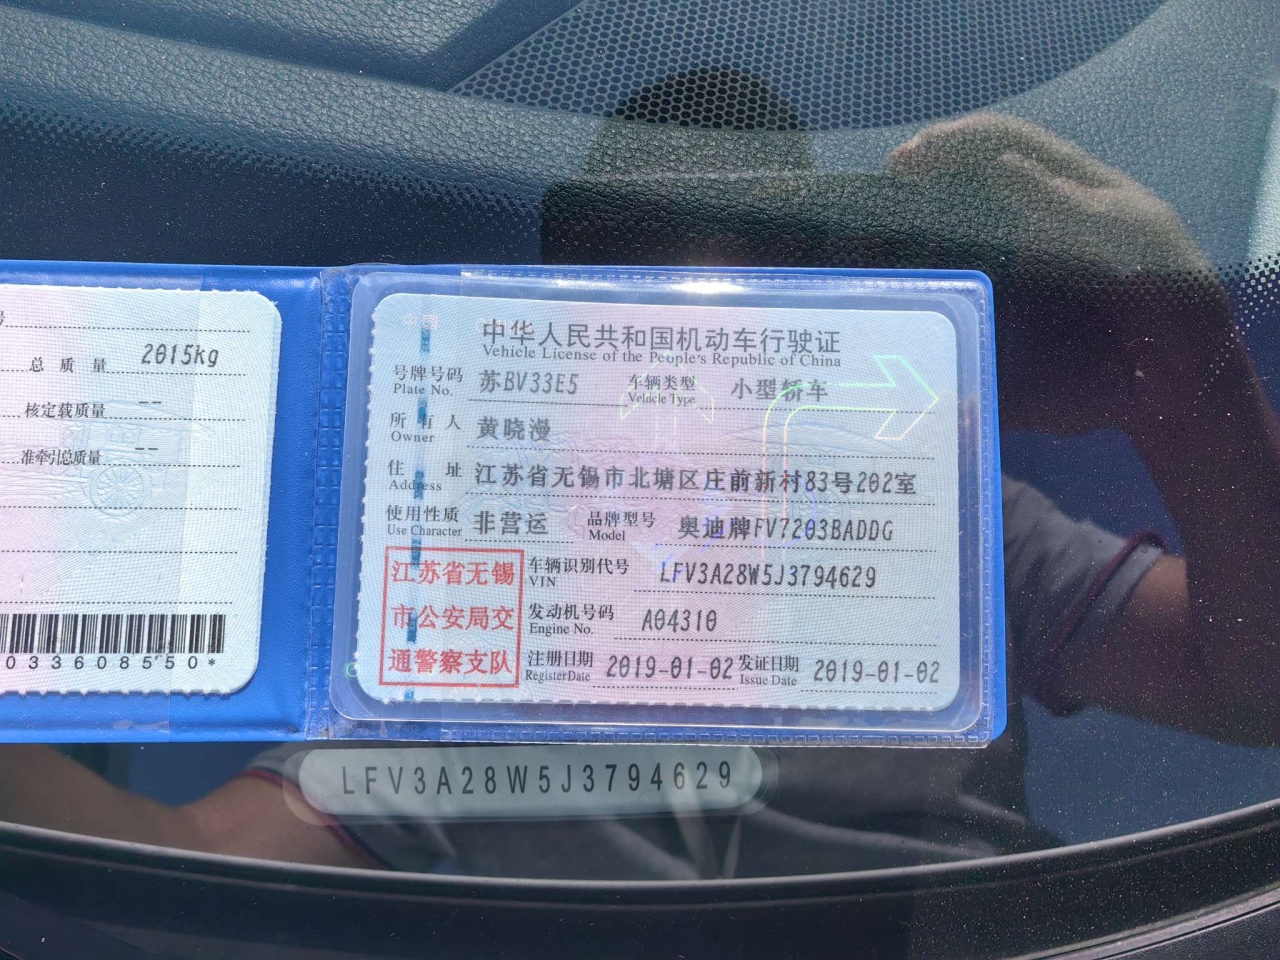 号
总 质 量 2015kg
核定载质量 --
准牵引总质量 --
033608550*
中华人民共和国机动车行驶证
Vehicle License of the People's Republic of China
号牌号码 苏BV33E5 车辆类型 小型轿车
Plate No. Vehicle Type
所 有 人 黄晓漫
Owner
住 址 江苏省无锡市北塘区庄前新村83号202室
Address
使用性质 非营运 品牌型号 奥迪牌FV7203BADDG
Use Character Model
江苏省无锡
市公安局交
通警察支队
车辆识别代号 LFV3A28W5J3794629
VIN
发动机号码 A04310
Engine No.
注册日期 2019-01-02 发证日期 2019-01-02
Register Date Issue Date
LFV3A28W5J3794629